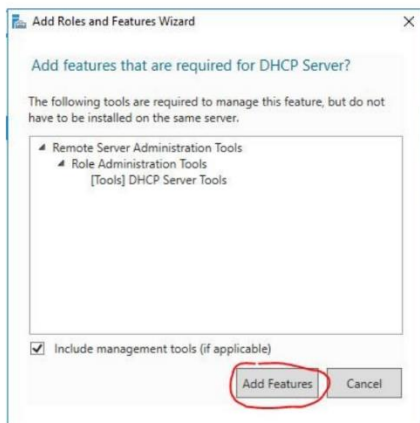 Add Roles and Features Wizard
Add features that are required for DHCP Server?
The following tools are required to manage this feature, but do not
have to be installed on the same server.
Remote Server Administration Tools
Role Administration Tools
[Tools] DHCP Server Tools
Include management tools (if applicable)
Add Features Cancel